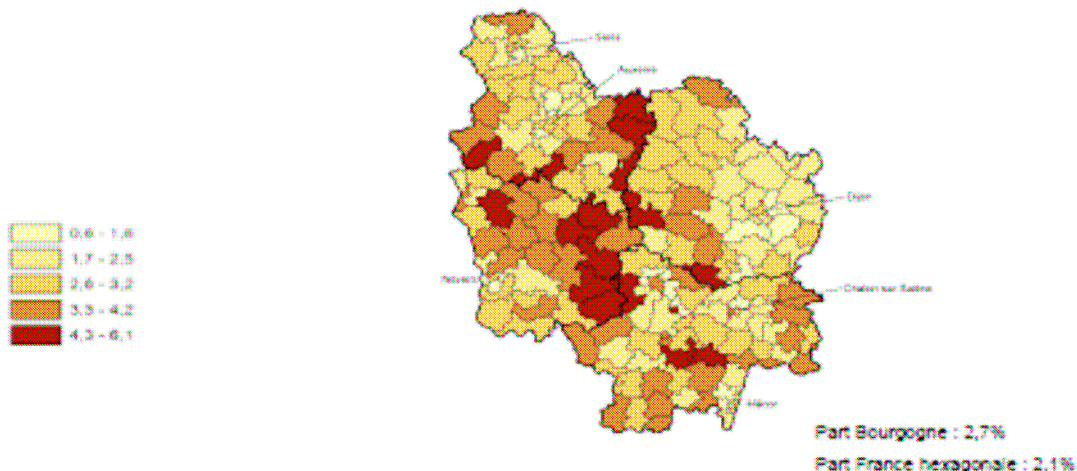 Sens
Auxerre
Dijon
0,6 - 1,6
1,7 - 2,5
2,6 - 3,2
Nevers
Chalon sur Saône
3,3 - 4,2
4,3 - 6,1
Mâcon
Part Bourgogne : 2,7%
Part France hexagonale : 2,1%